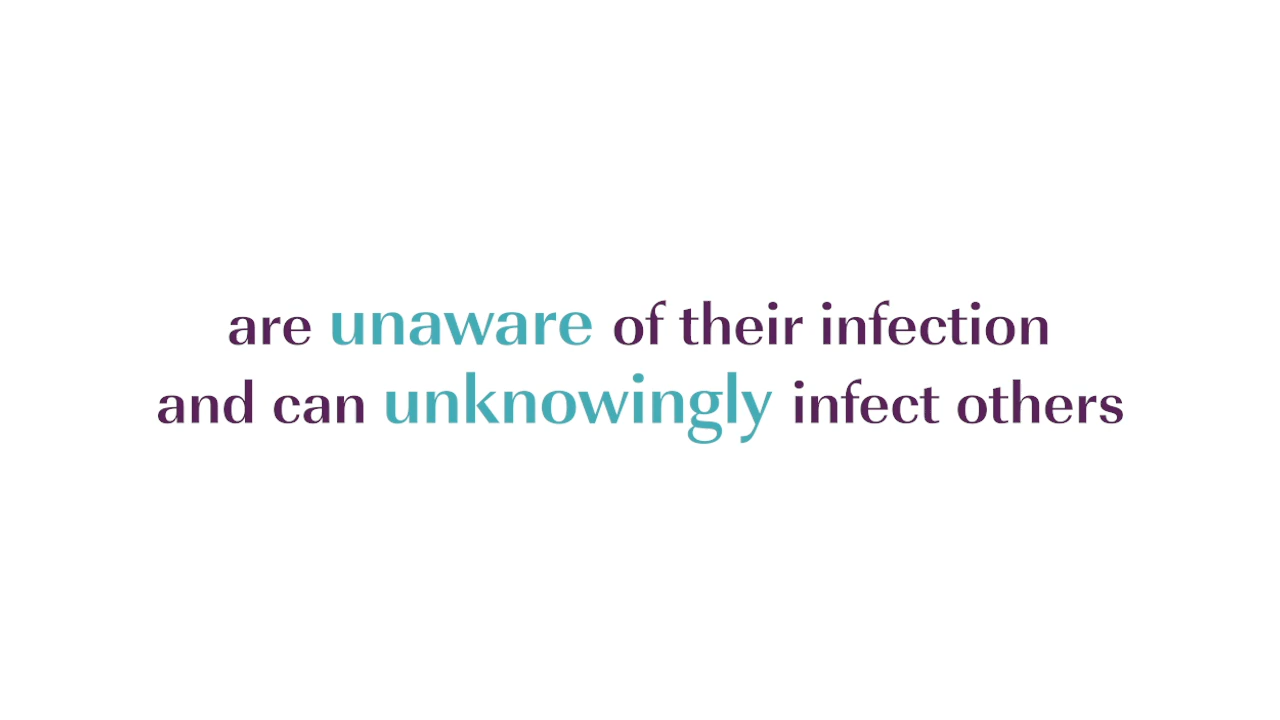 are unaware of their infection
and can unknowingly infect others